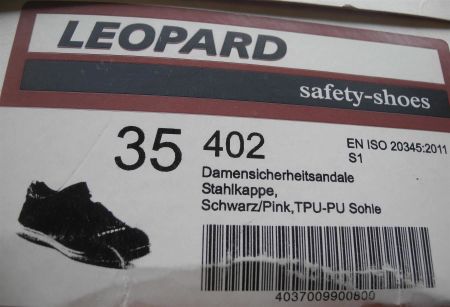 LEOPARD
safety-shoes
35 402 EN ISO 20345:2011
S1
Damensicherheitsandale
Stahlkappe,
Schwarz/Pink,TPU-PU Sohle
4037009900800